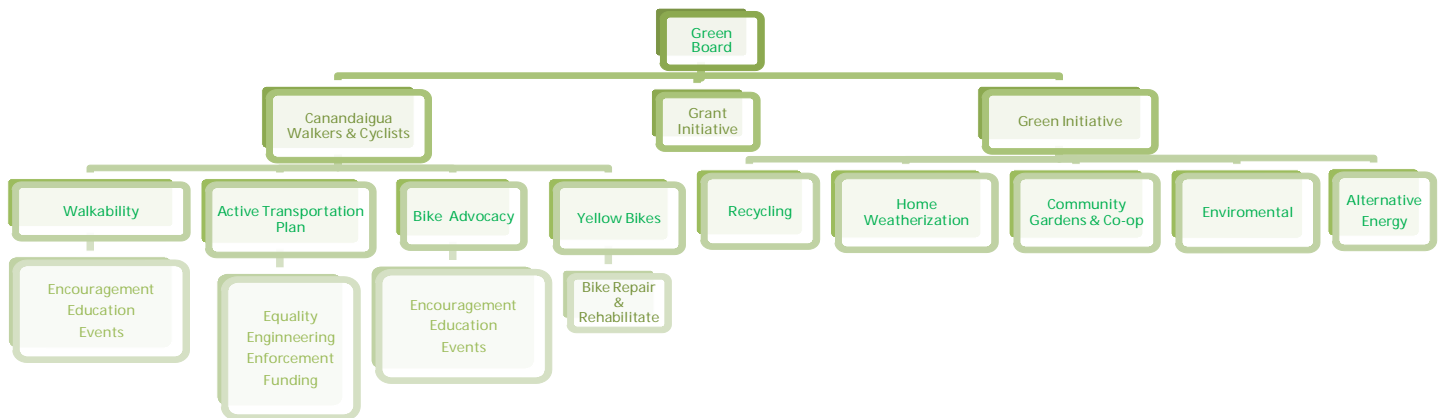 Green
Board
Canandaigua
Walkers & Cyclists
Grant
Initiative
Green Initiative
Walkability
Active Transportation
Plan
Bike Advocacy
Yellow Bikes
Recycling
Home
Weatherization
Community
Gardens & Co-op
Enviromental
Alternative
Energy
Encouragement
Education
Events
Equality
Enginneering
Enforcement
Funding
Encouragement
Education
Events
Bike Repair
&
Rehabilitate